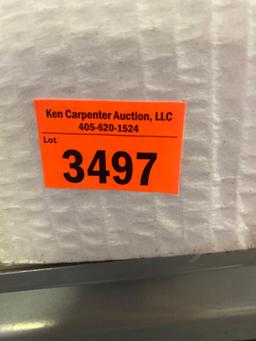 Ken Carpenter Auction, LLC
405-620-1524
Lot
3497